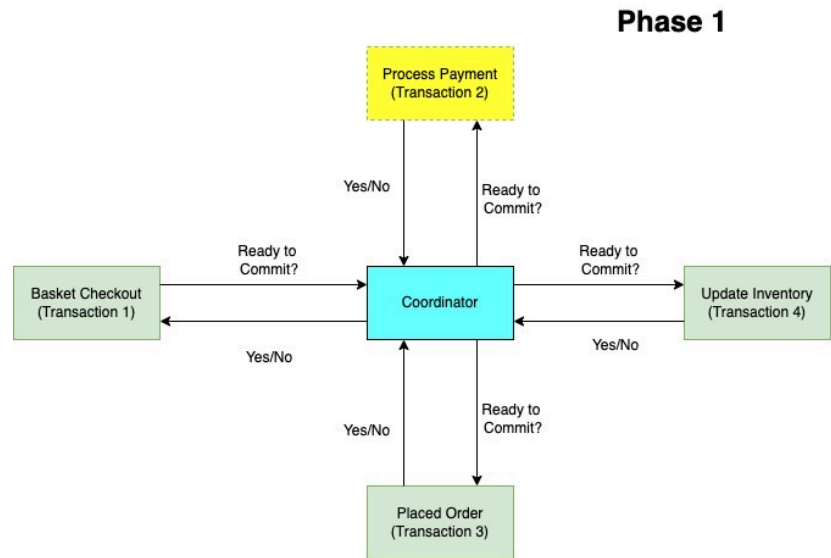 Phase 1
Process Payment
(Transaction 2)
Yes/No
Ready to
Commit?
Ready to
Commit?
Ready to
Commit?
Basket Checkout
(Transaction 1)
Coordinator
Update Inventory
(Transaction 4)
Yes/No
Yes/No
Yes/No
Ready to
Commit?
Placed Order
(Transaction 3)